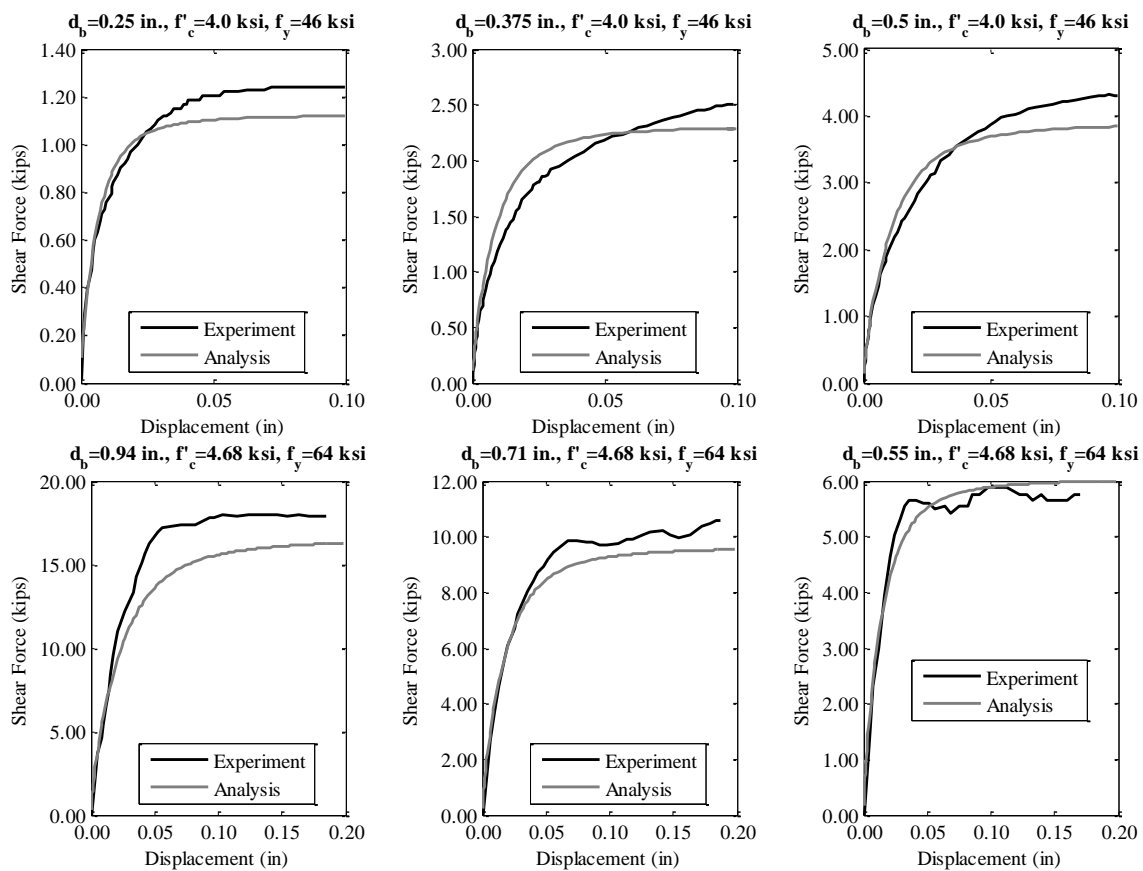 d_b=0.25 in., f'_c=4.0 ksi, f_y=46 ksi
1.40
1.20
1.00
0.80
0.60
0.40
0.20
0.00
Shear Force (kips)
Experiment
Analysis
0.00 0.05 0.10
Displacement (in)
d_b=0.375 in., f'_c=4.0 ksi, f_y=46 ksi
3.00
2.50
2.00
1.50
1.00
0.50
0.00
Shear Force (kips)
Experiment
Analysis
0.00 0.05 0.10
Displacement (in)
d_b=0.5 in., f'_c=4.0 ksi, f_y=46 ksi
5.00
4.00
3.00
2.00
1.00
0.00
Shear Force (kips)
Experiment
Analysis
0.00 0.05 0.10
Displacement (in)
d_b=0.94 in., f'_c=4.68 ksi, f_y=64 ksi
20.00
15.00
10.00
5.00
0.00
Shear Force (kips)
Experiment
Analysis
0.00 0.05 0.10 0.15 0.20
Displacement (in)
d_b=0.71 in., f'_c=4.68 ksi, f_y=64 ksi
12.00
10.00
8.00
6.00
4.00
2.00
0.00
Shear Force (kips)
Experiment
Analysis
0.00 0.05 0.10 0.15 0.20
Displacement (in)
d_b=0.55 in., f'_c=4.68 ksi, f_y=64 ksi
6.00
5.00
4.00
3.00
2.00
1.00
0.00
Shear Force (kips)
Experiment
Analysis
0.00 0.05 0.10 0.15 0.20
Displacement (in)